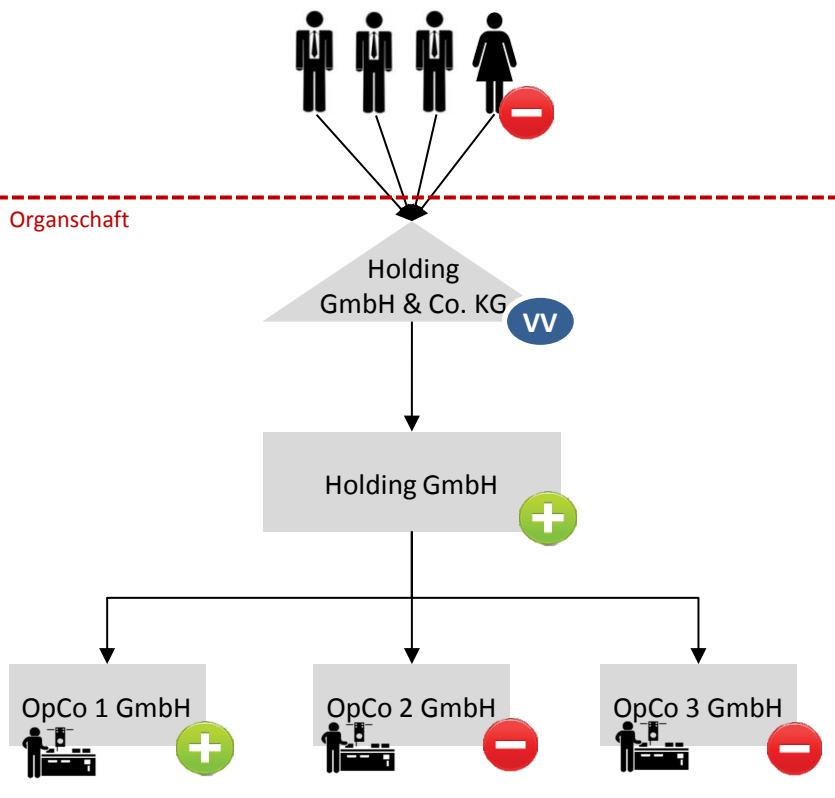 Organschaft
Holding
GmbH & Co. KG
VV
Holding GmbH
OpCo 1 GmbH
OpCo 2 GmbH
OpCo 3 GmbH